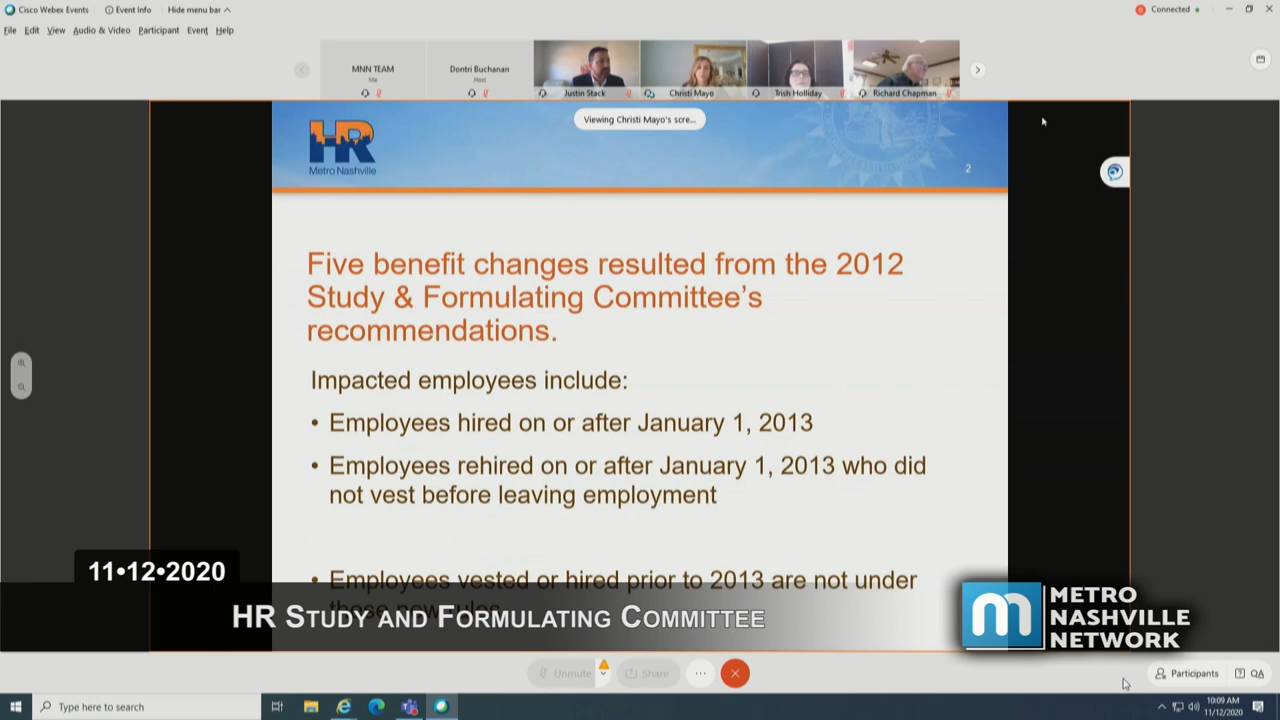 Cisco Webex Events
Event Info
Hide menu bar
Connected
File Edit View Audio & Video Participant Event Help
MNN TEAM
Me
Dontri Buchanan
Host
Justin Stack
Christi Mayo
Trish Holliday
Richard Chapman
Viewing Christi Mayo's scre...
HR
Metro Nashville
2
Five benefit changes resulted from the 2012
Study & Formulating Committee's
recommendations.
Impacted employees include:
• Employees hired on or after January 1, 2013
• Employees rehired on or after January 1, 2013 who did
not vest before leaving employment
• Employees vested or hired prior to 2013 are not under
11•12•2020
HR Study and Formulating Committee
METRO
NASHVILLE
NETWORK
Unmute
Share
Participants
QA
Type here to search
10:09 AM
11/12/2020